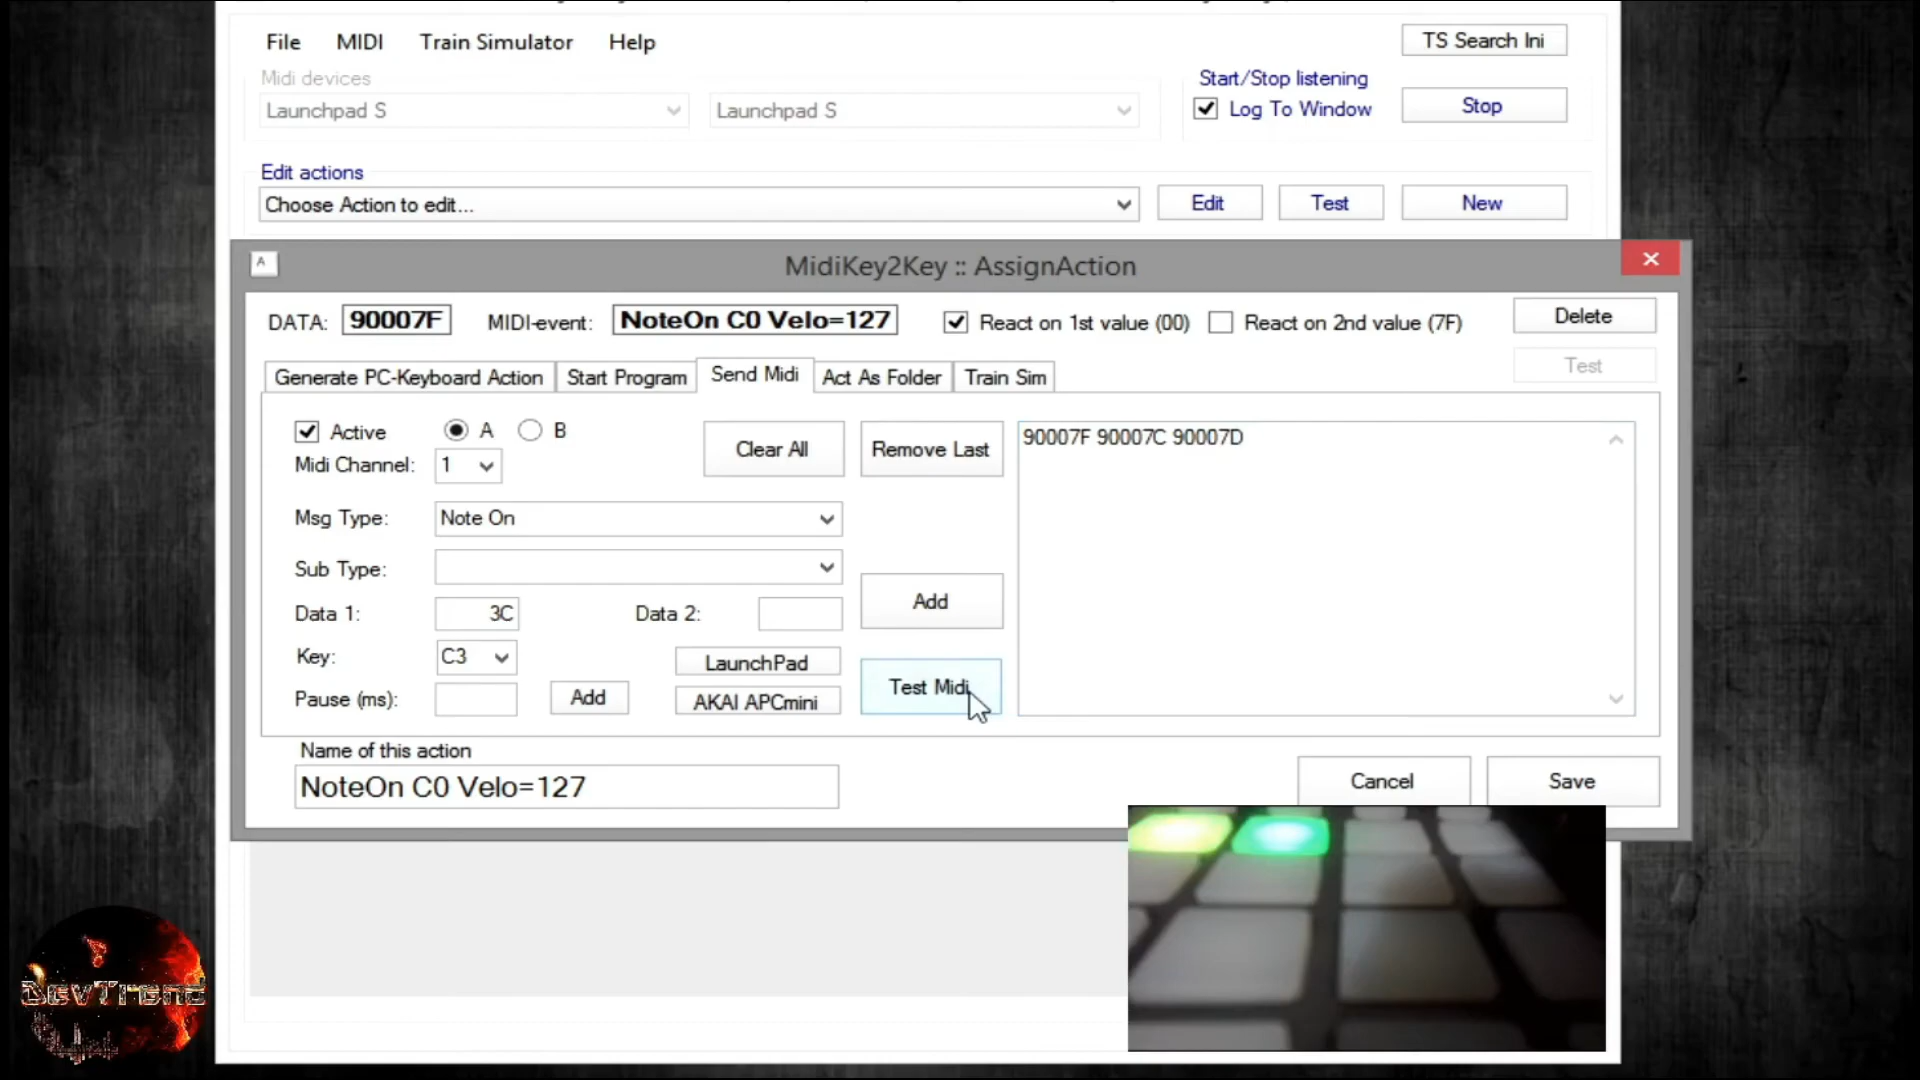 File MIDI Train Simulator Help
TS Search Ini
Midi devices
Launchpad S
Launchpad S
Start/Stop listening
Log To Window
Stop
Edit actions
Choose Action to edit...
Edit
Test
New
A
MidiKey2Key :: AssignAction
DATA: 90007F MIDI-event: NoteOn C0 Velo=127 React on 1st value (00) React on 2nd value (7F)
Delete
Test
Generate PC-Keyboard Action Start Program Send Midi Act As Folder Train Sim
Active A B
Clear All
Remove Last
90007F 90007C 90007D
Midi Channel: 1
Msg Type: Note On
Sub Type:
Data 1: 3C Data 2:
Add
Key: C3
LaunchPad
Test Midi
Pause (ms):
Add
AKAI APCmini
Name of this action
NoteOn C0 Velo=127
Cancel
Save
DevTrend